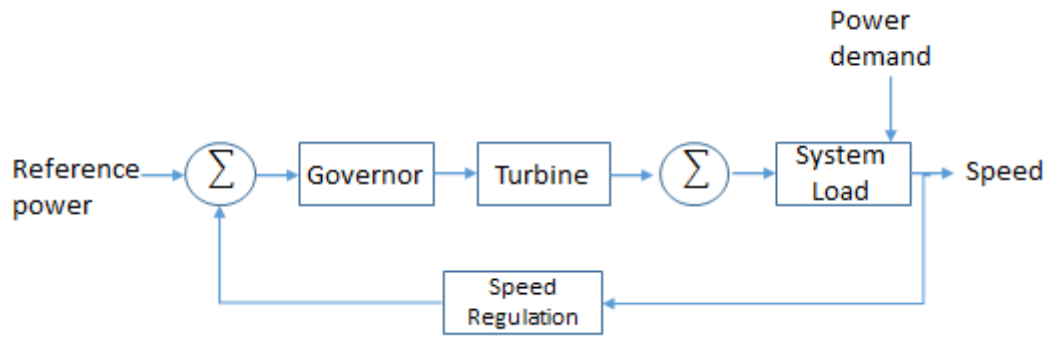 Power
demand
Reference
power
∑
Governor
Turbine
∑
System
Load
Speed
Speed
Regulation